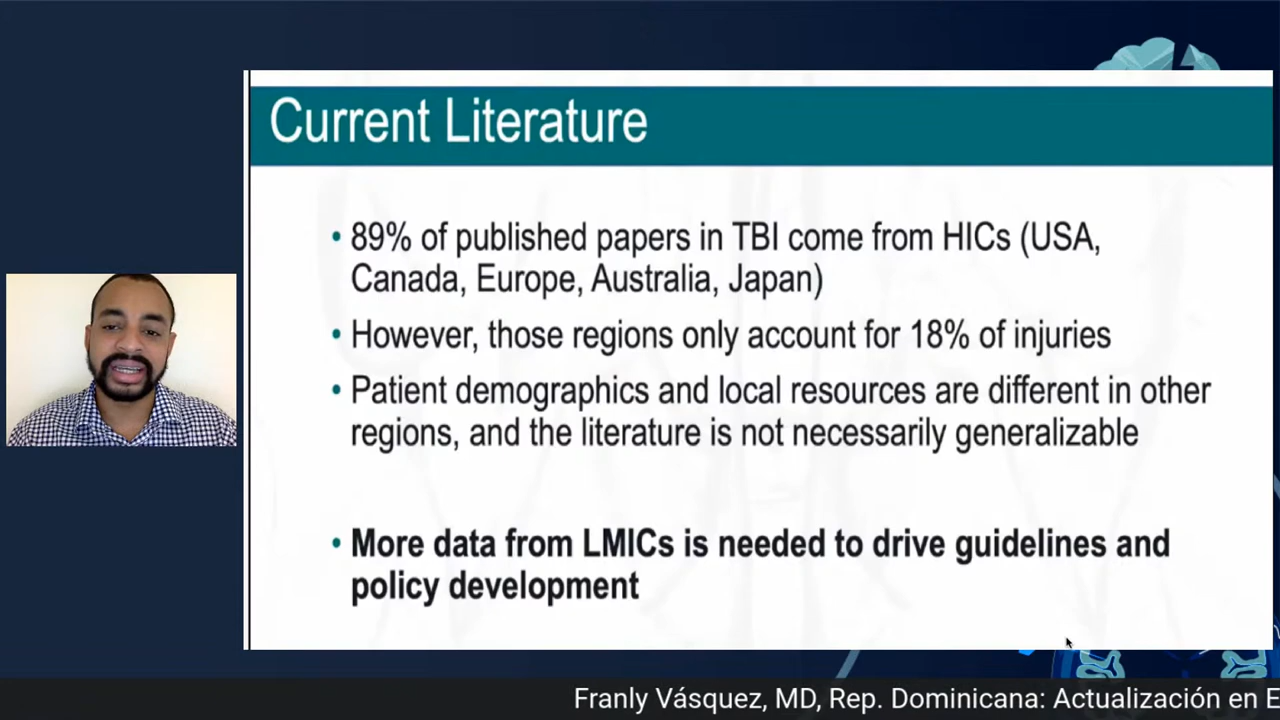 Current Literature
• 89% of published papers in TBI come from HICs (USA,
Canada, Europe, Australia, Japan)
• However, those regions only account for 18% of injuries
• Patient demographics and local resources are different in other
regions, and the literature is not necessarily generalizable
• More data from LMICs is needed to drive guidelines and
policy development
Franly Vásquez, MD, Rep. Dominicana: Actualización en E